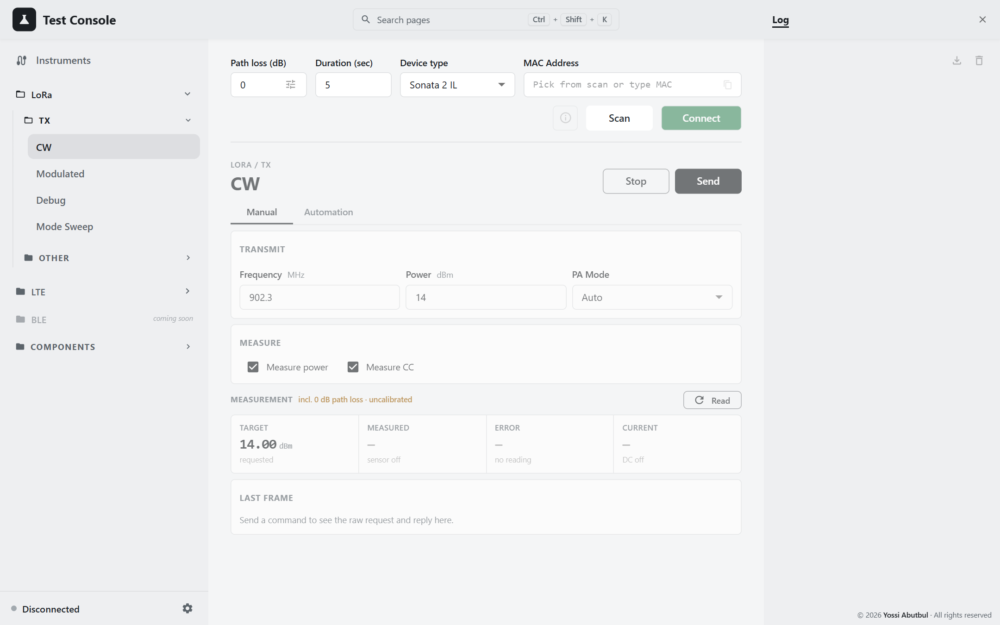 Test Console
Search pages
Ctrl + Shift + K
Log
Instruments
LoRa
TX
CW
Modulated
Debug
Mode Sweep
OTHER
LTE
BLE
coming soon
COMPONENTS
Disconnected
Path loss (dB)
Duration (sec)
Device type
MAC Address
0
5
Sonata 2 IL
Pick from scan or type MAC
Scan
Connect
LORA / TX
CW
Stop
Send
Manual
Automation
TRANSMIT
Frequency MHz
Power dBm
PA Mode
902.3
14
Auto
MEASURE
Measure power
Measure CC
MEASUREMENT incl. 0 dB path loss · uncalibrated
Read
TARGET
14.00 dBm
requested
MEASURED
—
sensor off
ERROR
—
no reading
CURRENT
—
DC off
LAST FRAME
Send a command to see the raw request and reply here.
© 2026 Yossi Abutbul · All rights reserved